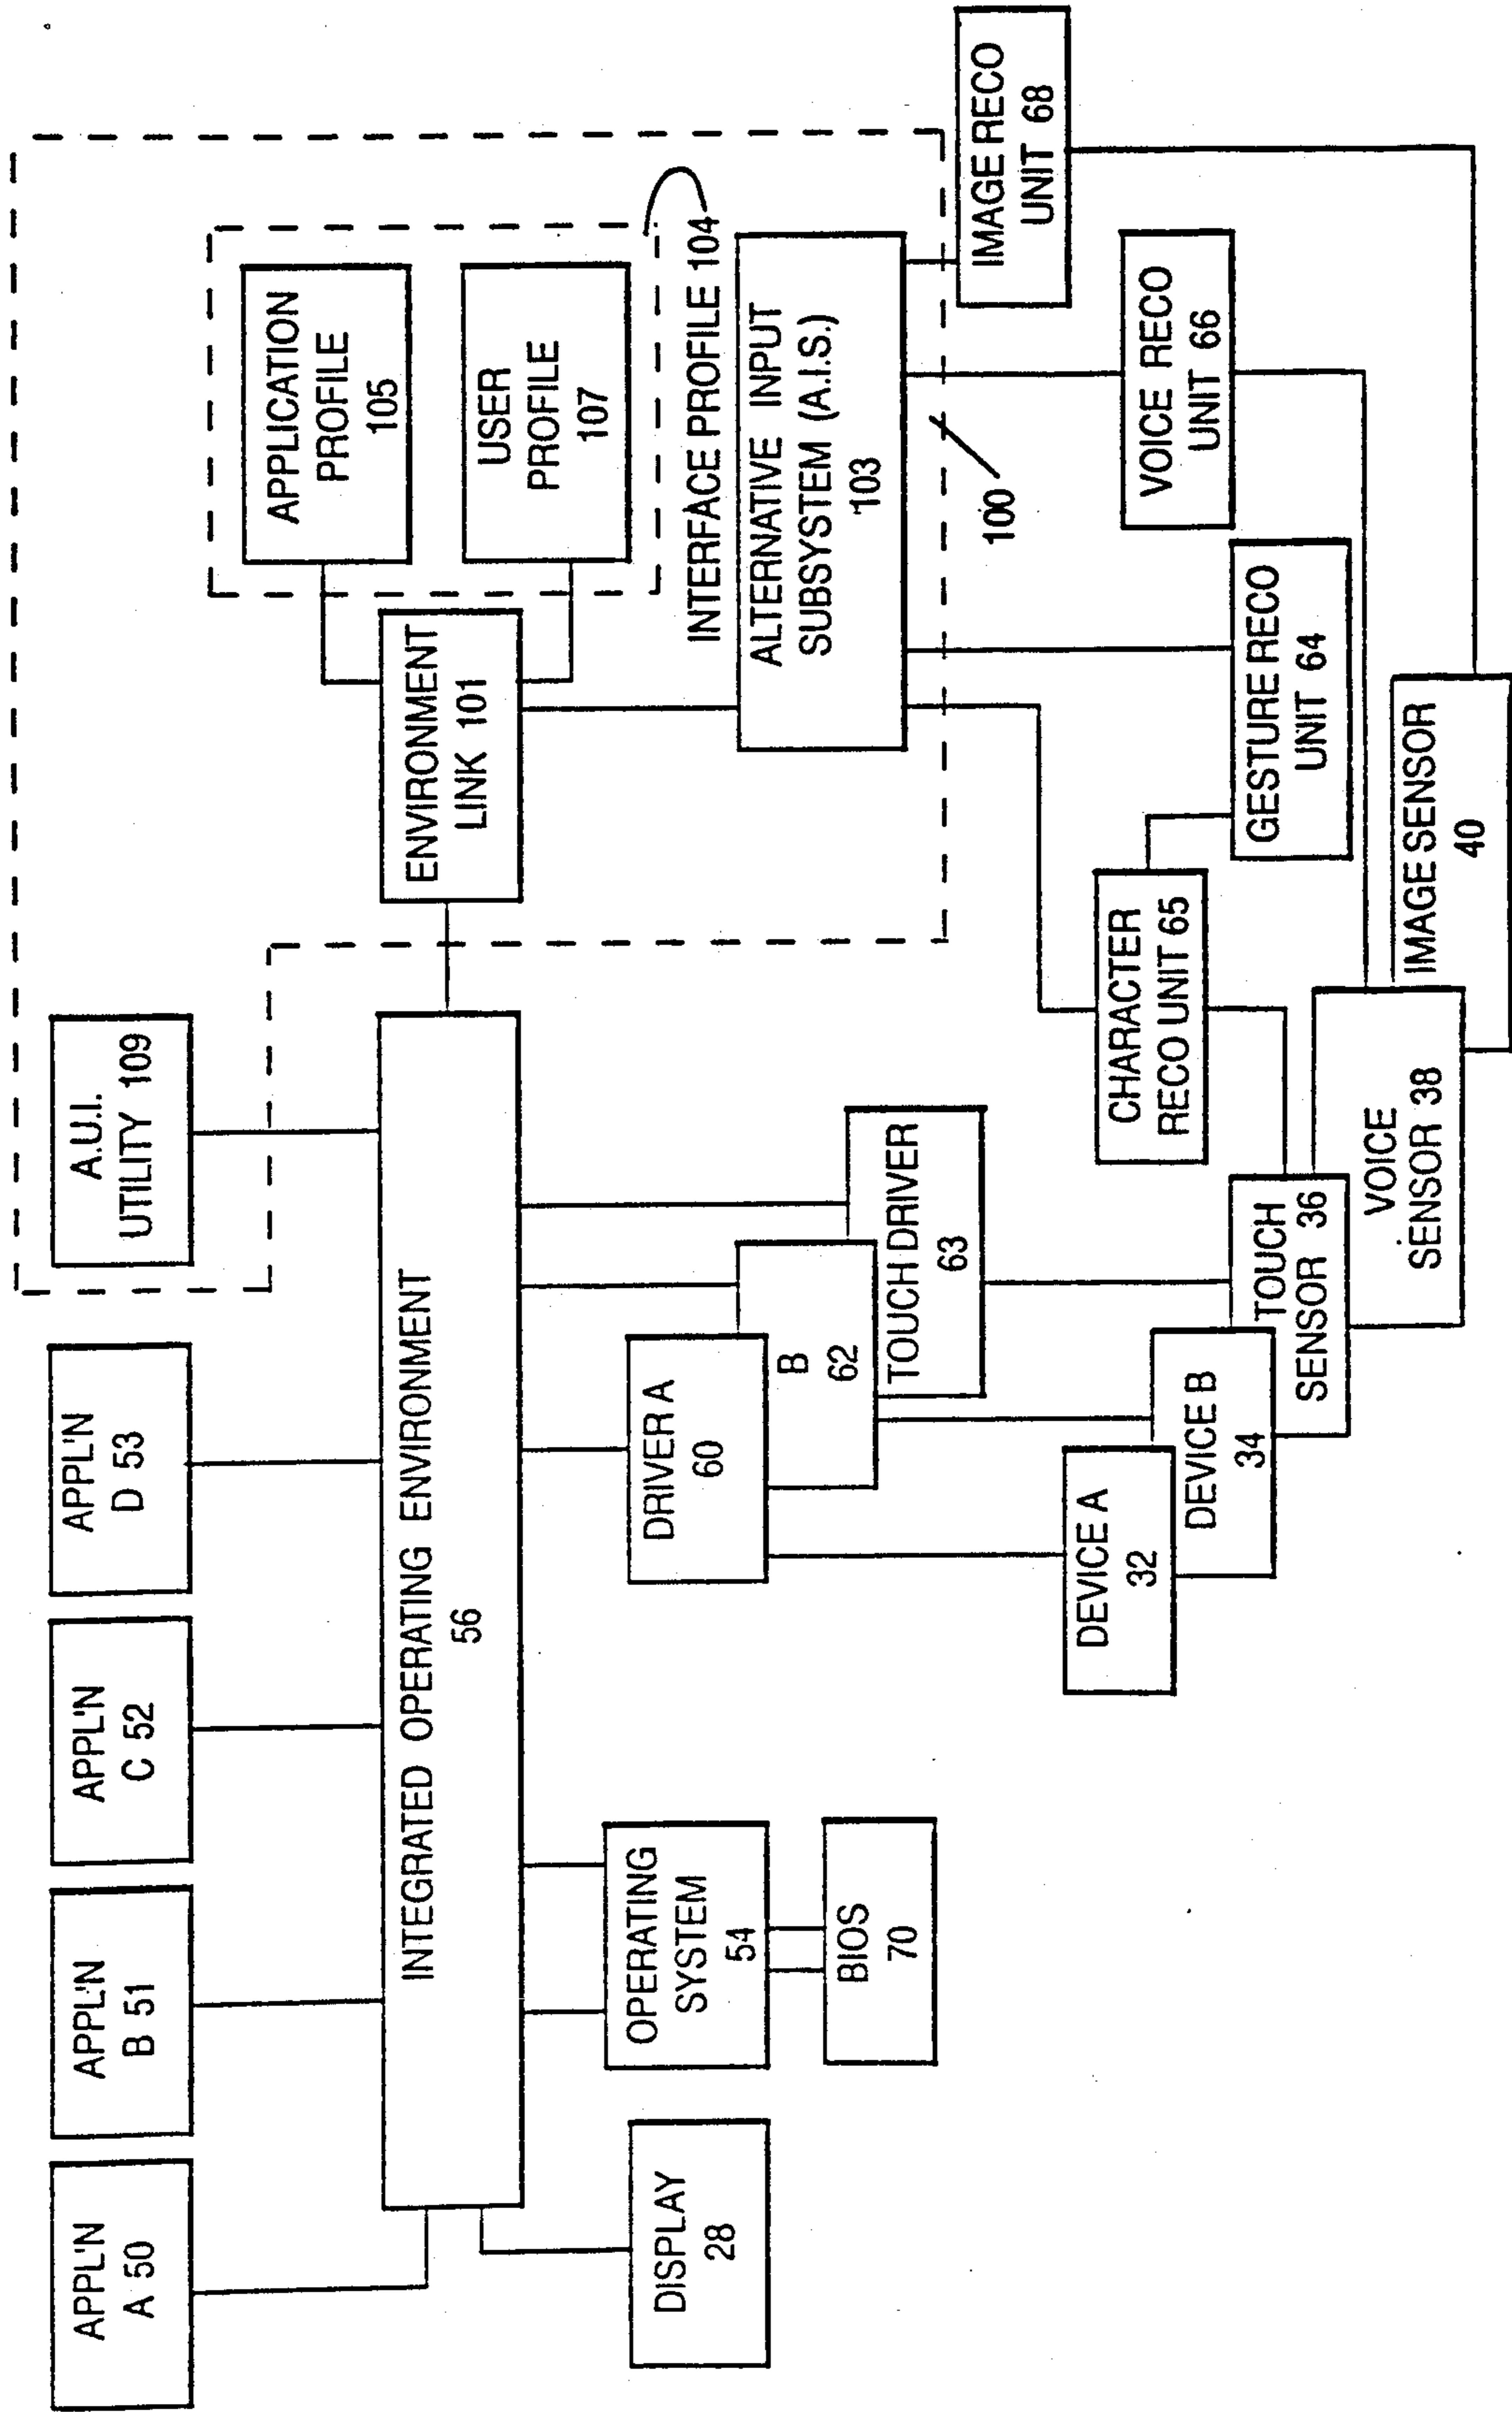 APPL'N
A 50
APPL'N
B 51
APPL'N
C 52
APPL'N
D 53
A.U.I.
UTILITY 109
APPLICATION
PROFILE
105
USER
PROFILE
107
INTERFACE PROFILE 104
ENVIRONMENT
LINK 101
INTEGRATED OPERATING ENVIRONMENT
56
ALTERNATIVE INPUT
SUBSYSTEM (A.I.S.)
103
100
DISPLAY
28
OPERATING
SYSTEM
54
BIOS
70
DRIVER A
60
B
62
TOUCH DRIVER
63
DEVICE A
32
DEVICE B
34
TOUCH
SENSOR 36
VOICE
SENSOR 38
IMAGE SENSOR
40
CHARACTER
RECO UNIT 65
GESTURE RECO
UNIT 64
VOICE RECO
UNIT 66
IMAGE RECO
UNIT 68